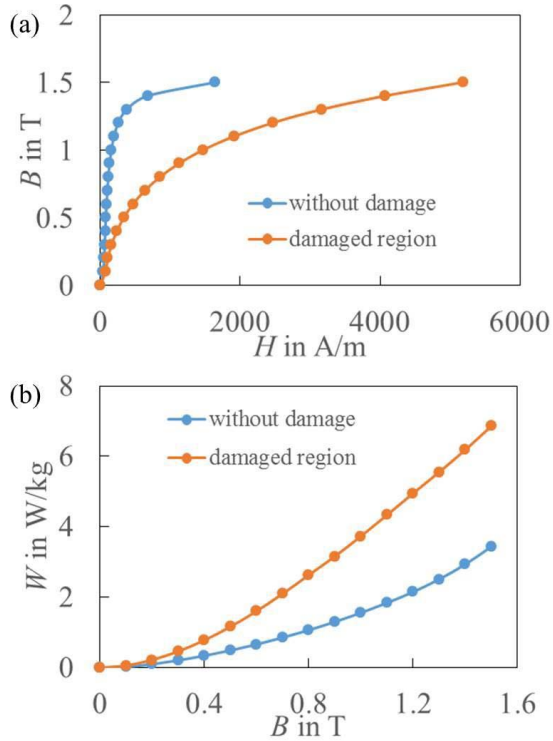 (a)
B in T
2
1.5
1
0.5
0
without damage
damaged region
0
2000
4000
6000
H in A/m
(b)
W in W/kg
8
6
4
2
0
without damage
damaged region
0
0.4
0.8
1.2
1.6
B in T